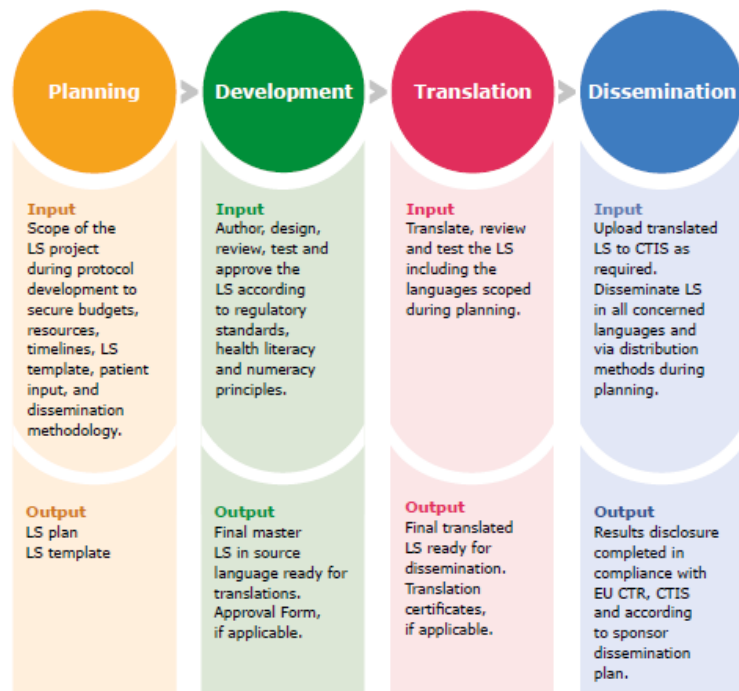 Planning
Development
Translation
Dissemination
Input
Scope of the
LS project
during protocol
development to
secure budgets,
resources,
timelines, LS
template, patient
input, and
dissemination
methodology.
Input
Author, design,
review, test and
approve the
LS according
to regulatory
standards,
health literacy
and numeracy
principles.
Input
Translate, review
and test the LS
including the
languages scoped
during planning.
Input
Upload translated
LS to CTIS as
required.
Disseminate LS
in all concerned
languages and
via distribution
methods during
planning.
Output
LS plan
LS template
Output
Final master
LS in source
language ready for
translations.
Approval Form,
if applicable.
Output
Final translated
LS ready for
dissemination.
Translation
certificates,
if applicable.
Output
Results disclosure
completed in
compliance with
EU CTR, CTIS
and according
to sponsor
dissemination
plan.